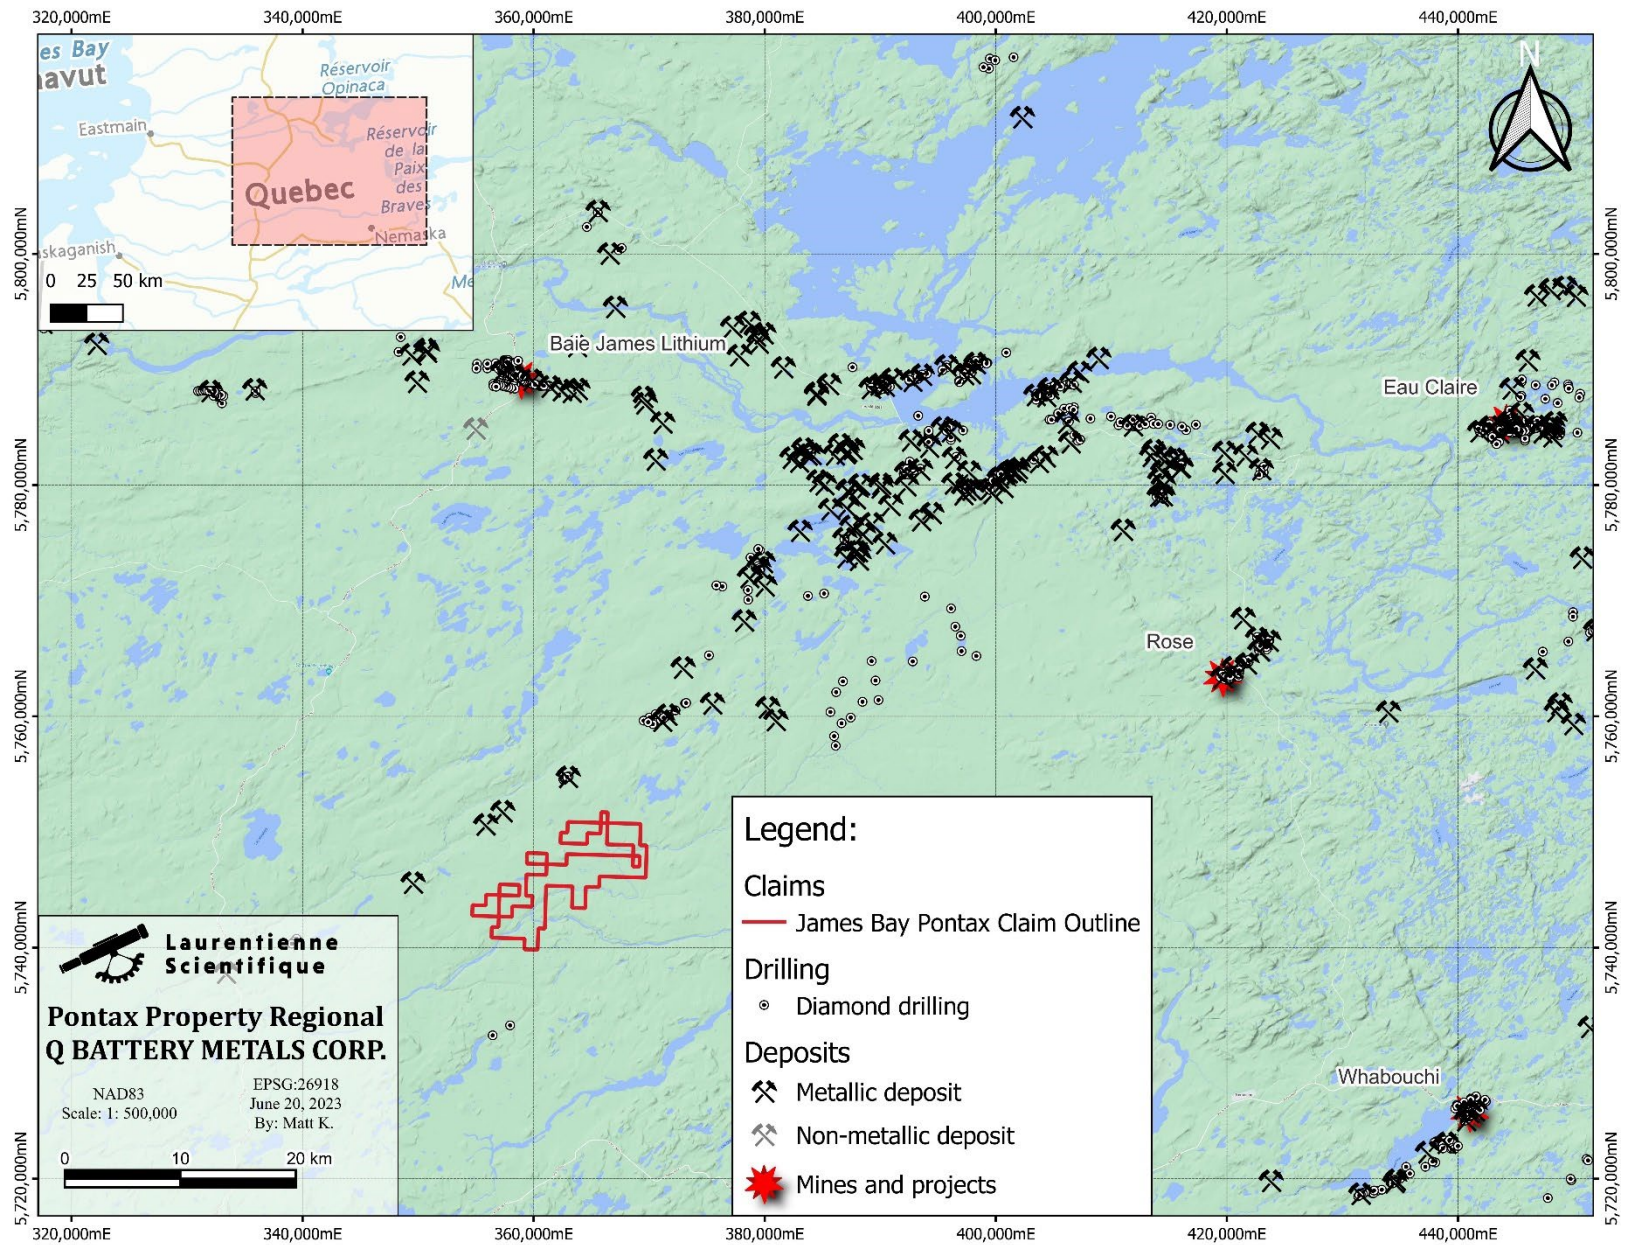 320,000mE 340,000mE 360,000mE 380,000mE 400,000mE 420,000mE 440,000mE
es Bay
navut
Réservoir
Opinaca
Eastmain
Réservoir
de la
Paix
des
Braves
Quebec
Nemaska
skaganish
Me
0 25 50 km
N
5,800,000mN
5,800,000mN
Baie James Lithium
Eau Claire
5,780,000mN
5,780,000mN
Rose
5,760,000mN
5,760,000mN
Legend:
Claims
James Bay Pontax Claim Outline
Drilling
Diamond drilling
Deposits
Metallic deposit
Non-metallic deposit
Mines and projects
5,740,000mN
5,740,000mN
Laurentienne
Scientifique
Pontax Property Regional
Q BATTERY METALS CORP.
NAD83
Scale: 1: 500,000
EPSG:26918
June 20, 2023
By: Matt K.
0 10 20 km
Whabouchi
5,720,000mN
5,720,000mN
320,000mE 340,000mE 360,000mE 380,000mE 400,000mE 420,000mE 440,000mE